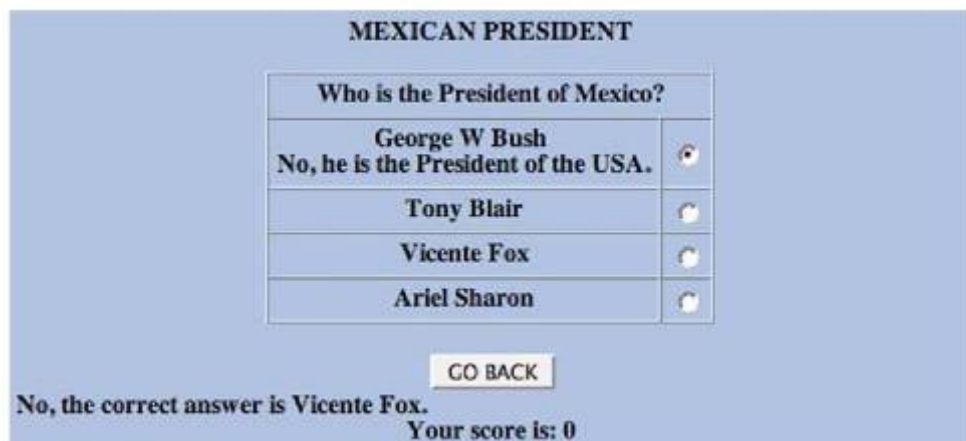 MEXICAN PRESIDENT
Who is the President of Mexico?
George W Bush
No, he is the President of the USA.
Tony Blair
Vicente Fox
Ariel Sharon
GO BACK
No, the correct answer is Vicente Fox.
Your score is: 0